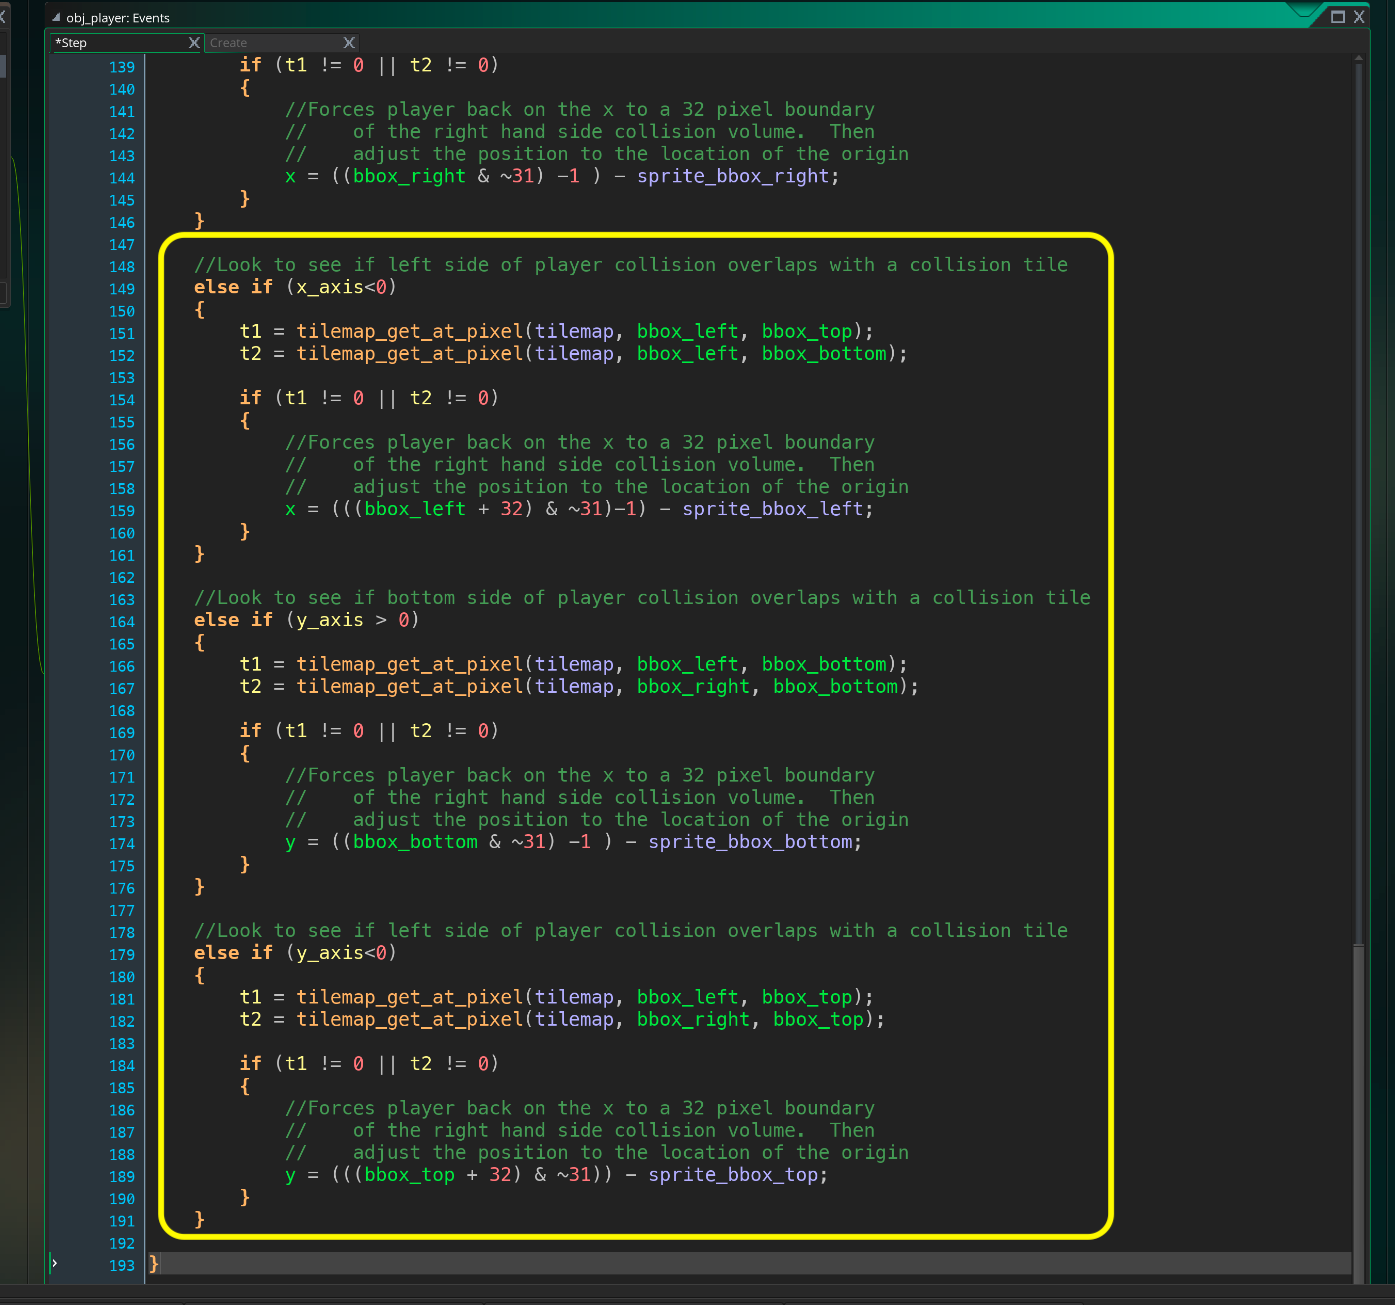 obj_player: Events
*Step
Create
139 if (t1 != 0 || t2 != 0)
140 {
141 //Forces player back on the x to a 32 pixel boundary
142 // of the right hand side collision volume. Then
143 // adjust the position to the location of the origin
144 x = ((bbox_right & ~31) -1 ) - sprite_bbox_right;
145 }
146 }
147
148 //Look to see if left side of player collision overlaps with a collision tile
149 else if (x_axis<0)
150 {
151 t1 = tilemap_get_at_pixel(tilemap, bbox_left, bbox_top);
152 t2 = tilemap_get_at_pixel(tilemap, bbox_left, bbox_bottom);
153
154 if (t1 != 0 || t2 != 0)
155 {
156 //Forces player back on the x to a 32 pixel boundary
157 // of the right hand side collision volume. Then
158 // adjust the position to the location of the origin
159 x = (((bbox_left + 32) & ~31)-1) - sprite_bbox_left;
160 }
161 }
162
163 //Look to see if bottom side of player collision overlaps with a collision tile
164 else if (y_axis > 0)
165 {
166 t1 = tilemap_get_at_pixel(tilemap, bbox_left, bbox_bottom);
167 t2 = tilemap_get_at_pixel(tilemap, bbox_right, bbox_bottom);
168
169 if (t1 != 0 || t2 != 0)
170 {
171 //Forces player back on the x to a 32 pixel boundary
172 // of the right hand side collision volume. Then
173 // adjust the position to the location of the origin
174 y = ((bbox_bottom & ~31) -1 ) - sprite_bbox_bottom;
175 }
176 }
177
178 //Look to see if left side of player collision overlaps with a collision tile
179 else if (y_axis<0)
180 {
181 t1 = tilemap_get_at_pixel(tilemap, bbox_left, bbox_top);
182 t2 = tilemap_get_at_pixel(tilemap, bbox_right, bbox_top);
183
184 if (t1 != 0 || t2 != 0)
185 {
186 //Forces player back on the x to a 32 pixel boundary
187 // of the right hand side collision volume. Then
188 // adjust the position to the location of the origin
189 y = (((bbox_top + 32) & ~31)) - sprite_bbox_top;
190 }
191 }
192
193 }